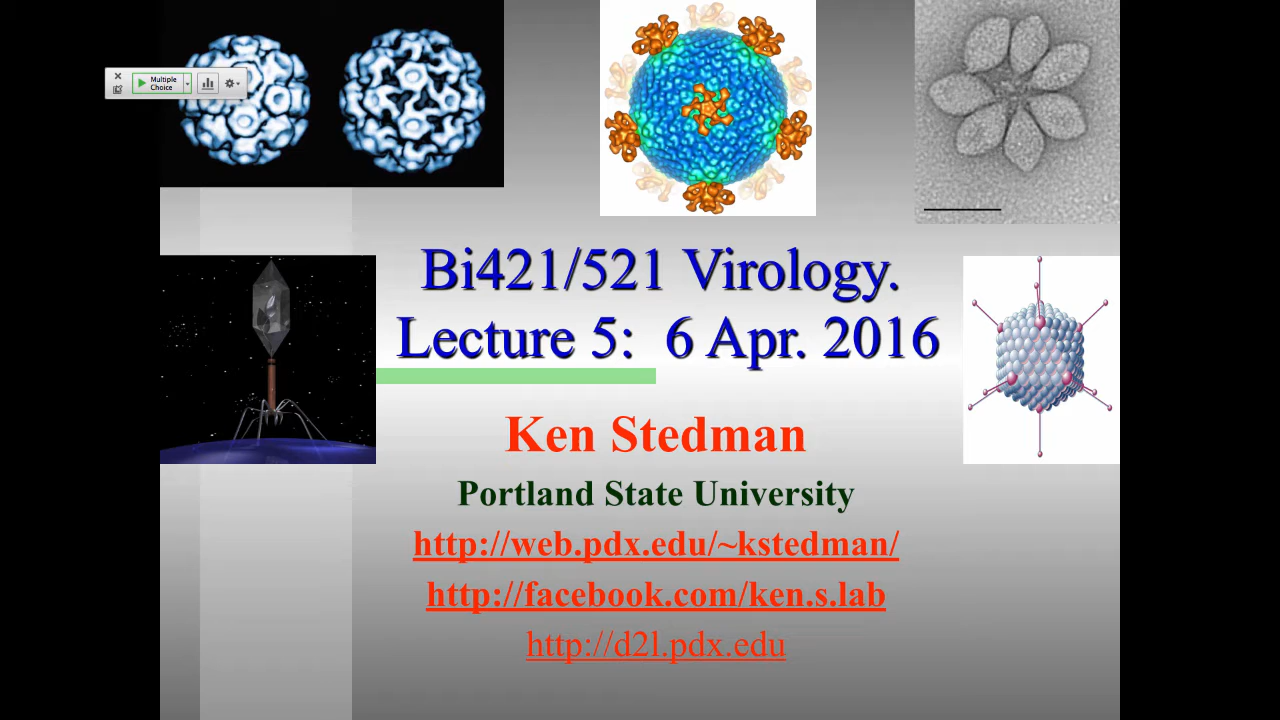 Multiple
Choice
Bi421/521 Virology.
Lecture 5: 6 Apr. 2016
Ken Stedman
Portland State University
http://web.pdx.edu/~kstedman/
http://facebook.com/ken.s.lab
http://d2l.pdx.edu